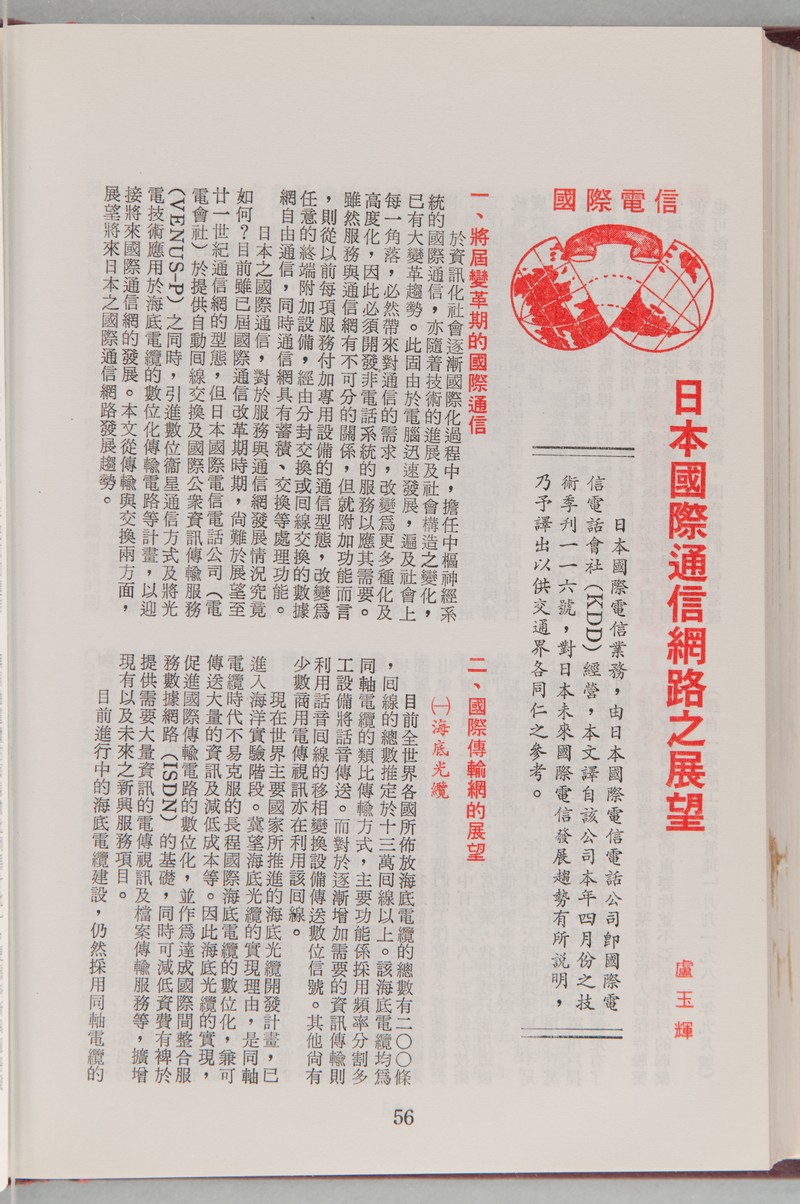 國際電信
日本國際通信網路之展望
盧玉輝
日本國際電信業務，由日本國際電信電話公司卽國際電
信電話會社（KDD）經營，本文譯自該公司本年四月份之技
術季刊一一六號，對日本未來國際電信發展趨勢有所説明，
乃予譯出以供交通界各同仁之參考。
一、將屆變革期的國際通信
於資訊化社會逐漸國際化過程中，擔任中樞神經系
統的國際通信，亦隨着技術的進展及社會構造之變化，
已有大變革趨勢。此固由於電腦迅速發展，遍及社會上
每一角落，必然帶來對通信的需求，改變爲更多種化及
高度化，因此必須開發非電話系統的服務以應其需要。
雖然服務與通信網有不可分的關係，但就附加功能而言
，則從以前每項服務付加專用設備的通信型態，改變爲
任意的終端附加設備，經由分封交換或回線交換的數據
網自由通信，同時通信網具有蓄積、交換等處理功能。
日本之國際通信，對於服務與通信網發展情況究竟
如何？目前雖已屆國際通信改革期時期，尙難於展望至
廿一世紀通信網的型態，但日本國際電信電話公司（電
電會社）於提供自動回線交換及國際公衆資訊傳輸服務
（VENUS-P）之同時，引進數位衞星通信方式及將光
電技術應用於海底電纜的數位化傳輸電路等計畫，以迎
接將來國際通信網的發展。本文從傳輸與交換兩方面，
展望將來日本之國際通信網路發展趨勢。
二、國際傳輸網的展望
㈠海底光纜
目前全世界各國所佈放海底電纜的總數有二〇〇條
，回線的總數推定於十三萬回線以上。該海底電纜均爲
同軸電纜的類比傳輸方式，主要功能係採用頻率分割多
工設備將話音傳送。而對於逐漸增加需要的資訊傳輸則
利用話音回線的移相變換設備傳送數位信號。其他尙有
少數商用電傳視訊亦在利用該回線。
現在世界主要國家所推進的海底光纜開發計畫，已
進入海洋實驗階段。冀望海底光纜的實現理由，是同軸
電纜時代不易克服的長程國際海底電纜的數位化，兼可
傳送大量的資訊及減低成本等。因此海底光纜的實現，
促進國際傳輸電路的數位化，並作爲達成國際間整合服
務數據網路（ISDN）的基礎，同時可減低資費有裨於
提供需要大量資訊的電傳視訊及檔案傳輸服務等，擴增
現有以及未來之新興服務項目。
目前進行中的海底電纜建設，仍然採用同軸電纜的
56